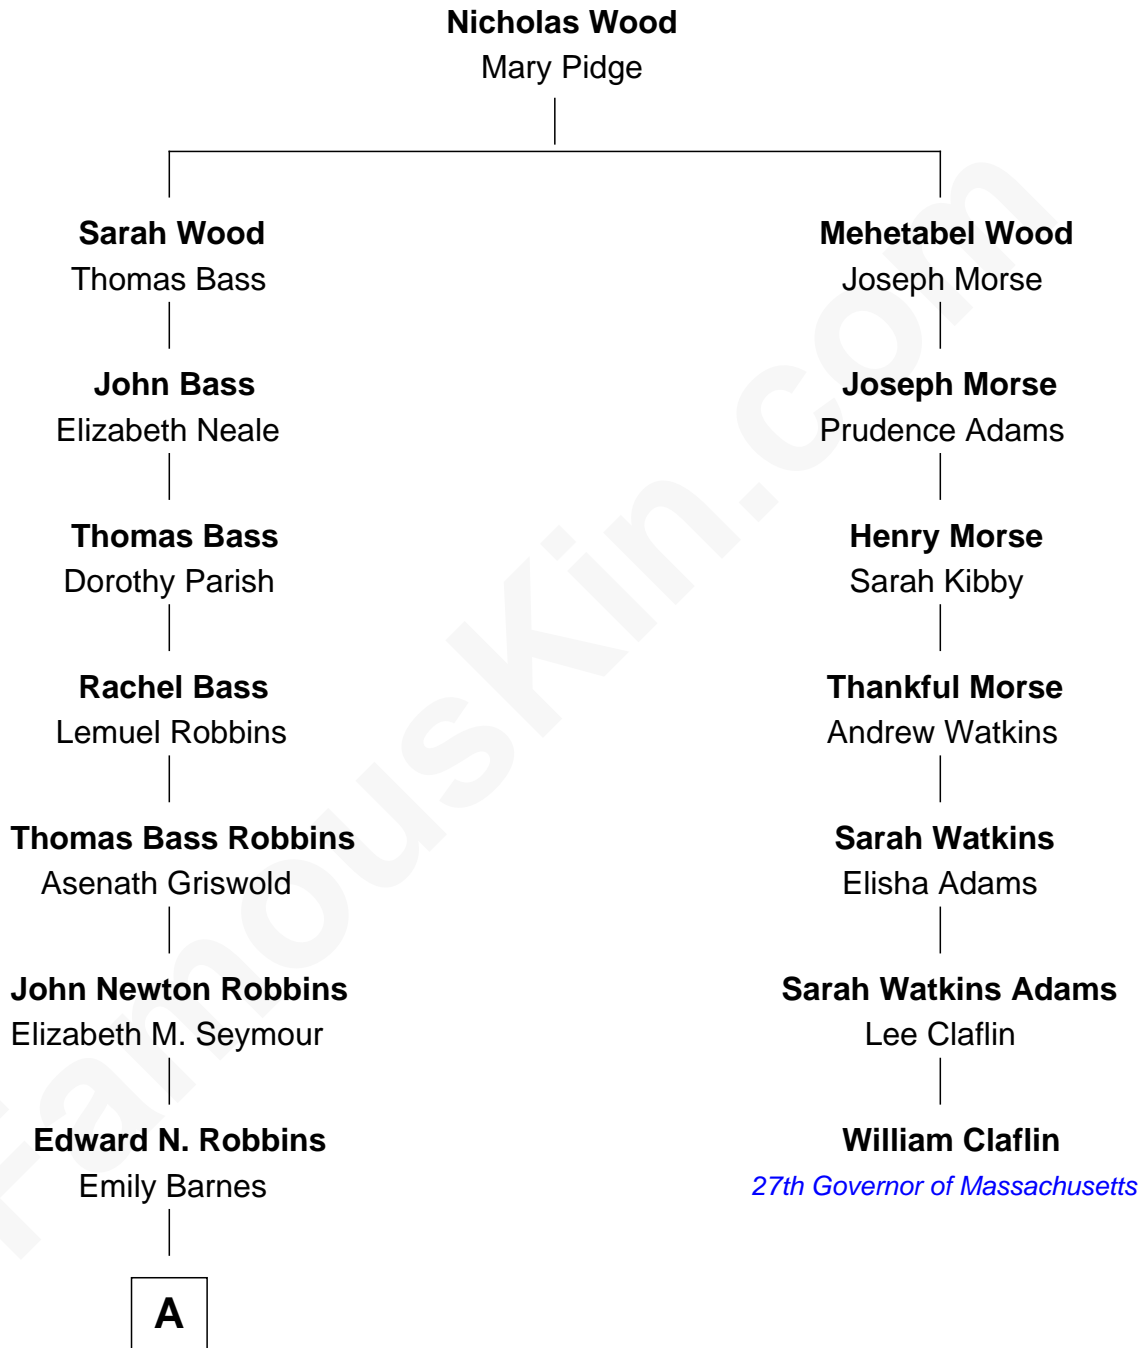 Nicholas Wood
Mary Pidge
Sarah Wood
Thomas Bass
Mehetabel Wood
Joseph Morse
John Bass
Elizabeth Neale
Joseph Morse
Prudence Adams
Thomas Bass
Dorothy Parish
Henry Morse
Sarah Kibby
Rachel Bass
Lemuel Robbins
Thankful Morse
Andrew Watkins
Thomas Bass Robbins
Asenath Griswold
Sarah Watkins
Elisha Adams
John Newton Robbins
Elizabeth M. Seymour
Sarah Watkins Adams
Lee Claflin
Edward N. Robbins
Emily Barnes
William Claflin
27th Governor of Massachusetts
A
FamousKin.com